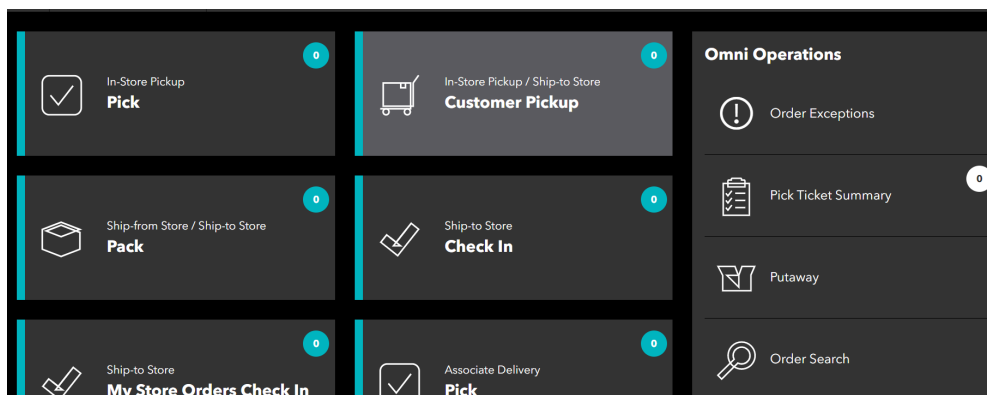 0
In-Store Pickup
Pick
0
In-Store Pickup / Ship-to Store
Customer Pickup
0
Ship-from Store / Ship-to Store
Pack
0
Ship-to Store
Check In
0
Ship-to Store
My Store Orders Check In
0
Associate Delivery
Pick
Omni Operations
Order Exceptions
Pick Ticket Summary
0
Putaway
Order Search